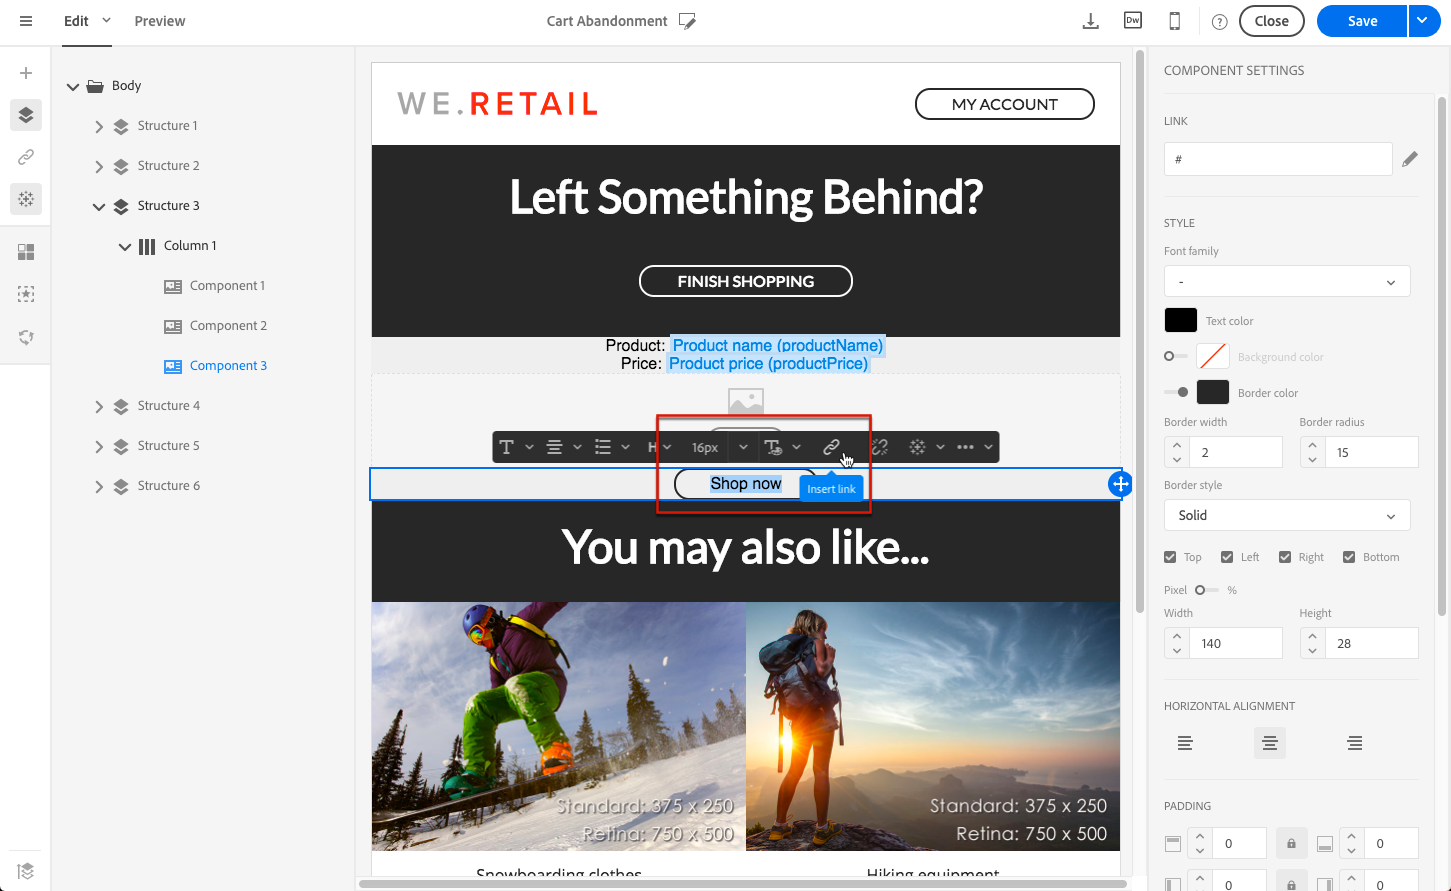 Edit
Preview
Cart Abandonment
Dw
?
Close
Save
Body
Structure 1
Structure 2
Structure 3
Column 1
Component 1
Component 2
Component 3
Structure 4
Structure 5
Structure 6
WE.RETAIL
MY ACCOUNT
Left Something Behind?
FINISH SHOPPING
Product: Product name (productName)
Price: Product price (productPrice)
T
H
16px
Shop now
Insert link
You may also like...
Standard: 375 x 250
Retina: 750 x 500
Standard: 375 x 250
Retina: 750 x 500
Snowboarding clothes
Hiking equipment
COMPONENT SETTINGS
LINK
#
STYLE
Font family
-
Text color
Background color
Border color
Border width
Border radius
2
15
Border style
Solid
Top
Left
Right
Bottom
Pixel
%
Width
Height
140
28
HORIZONTAL ALIGNMENT
PADDING
0
0
0
0